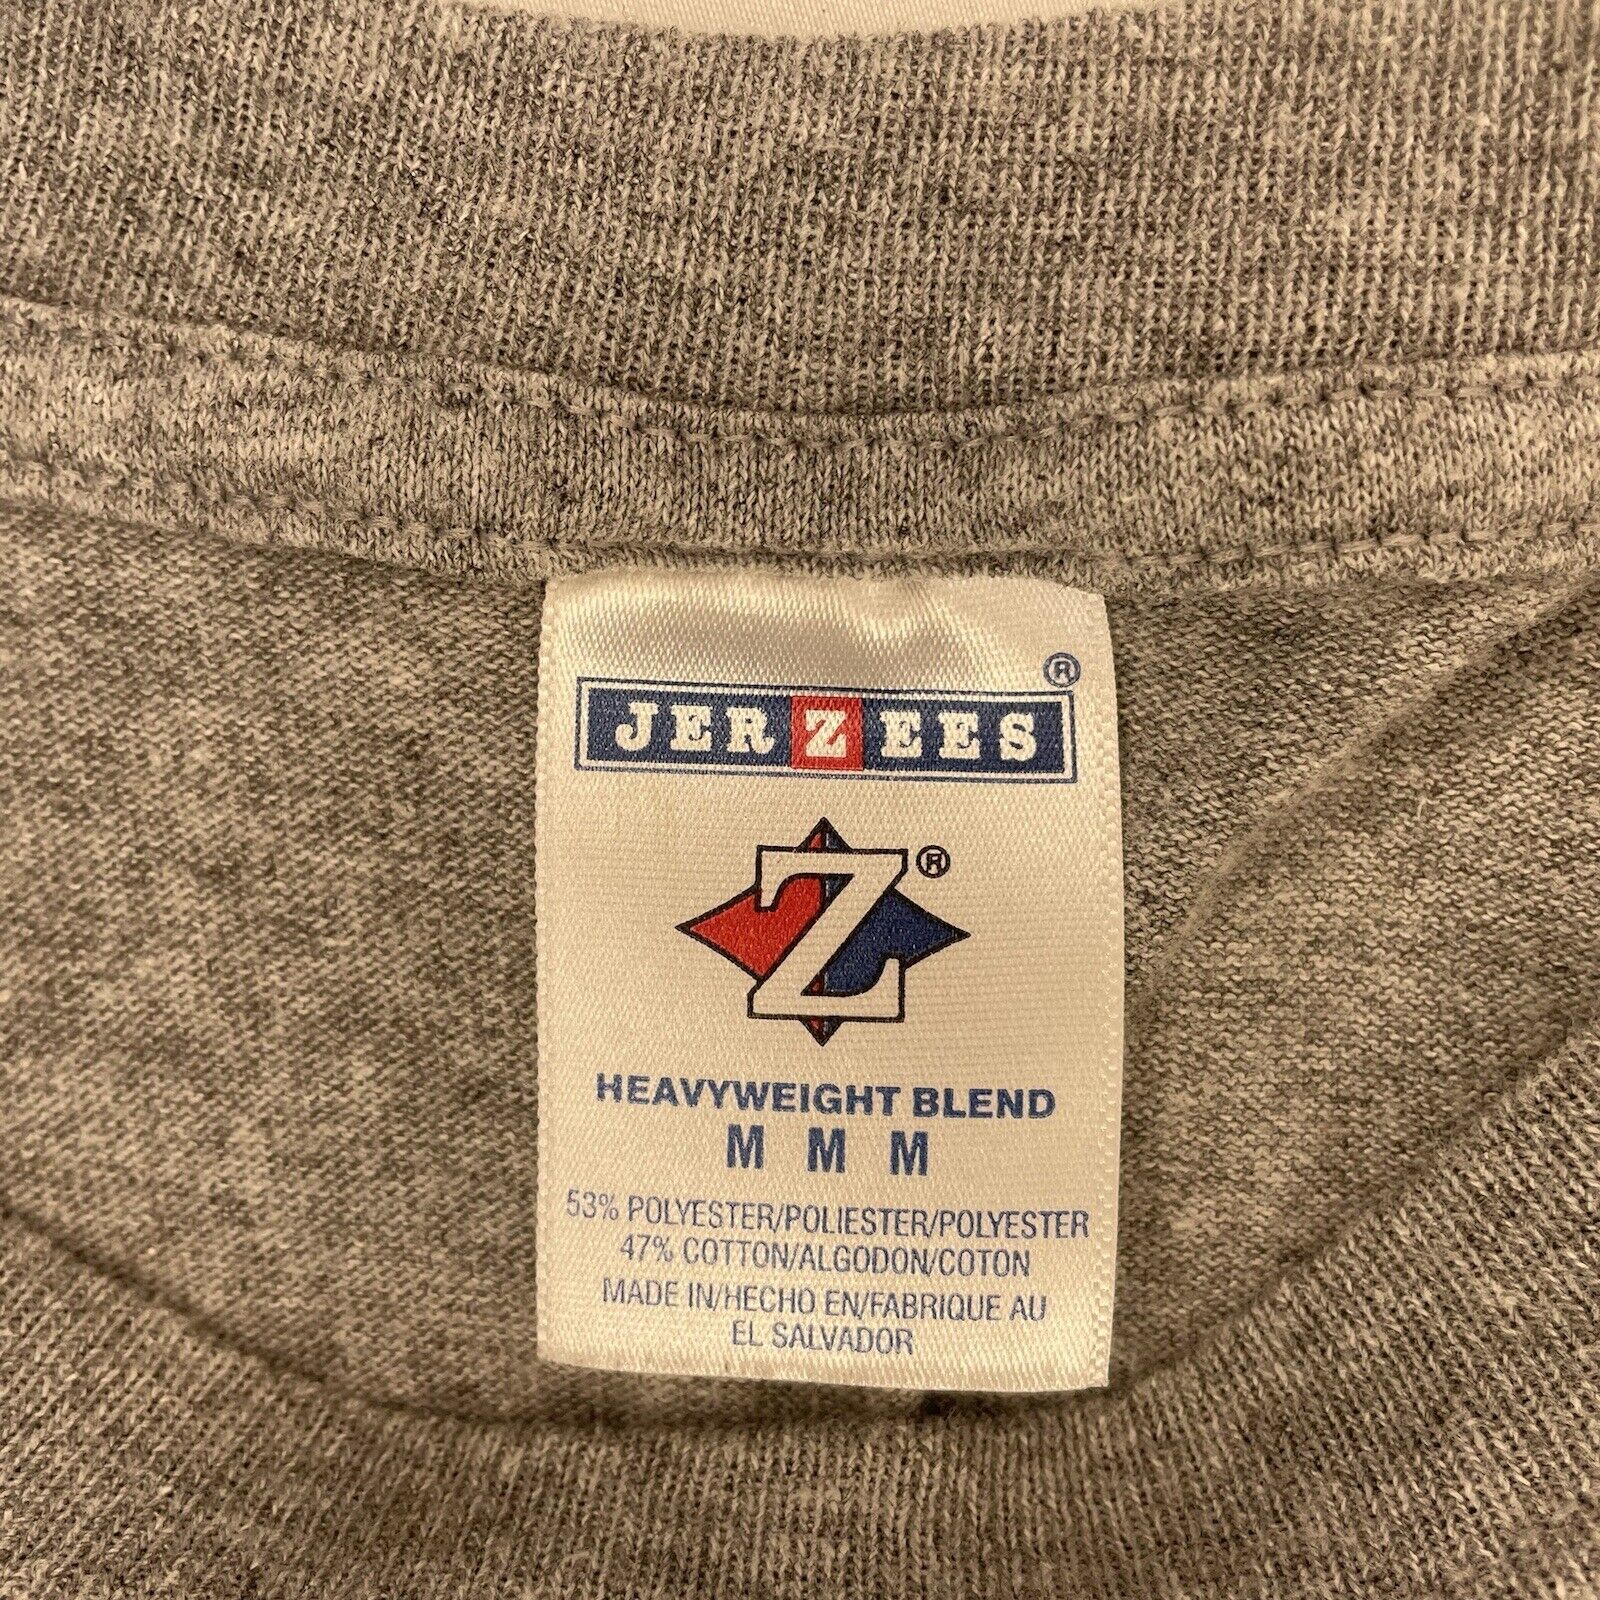 ®
JERZEES
Z®
HEAVYWEIGHT BLEND
M M M
53% POLYESTER/POLIESTER/POLYESTER
47% COTTON/ALGODON/COTON
MADE IN/HECHO EN/FABRIQUE AU
EL SALVADOR